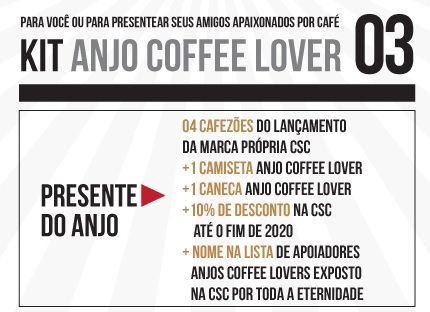 PARA VOCÊ OU PARA PRESENTEAR SEUS AMIGOS APAIXONADOS POR CAFÉ
KIT ANJO COFFEE LOVER 03
PRESENTE
DO ANJO
04 CAFEZÕES DO LANÇAMENTO
DA MARCA PRÓPRIA CSC
+1 CAMISETA ANJO COFFEE LOVER
+1 CANECA ANJO COFFEE LOVER
+10% DE DESCONTO NA CSC
ATÉ O FIM DE 2020
+ NOME NA LISTA DE APOIADORES
ANJOS COFFEE LOVERS EXPOSTO
NA CSC POR TODA A ETERNIDADE